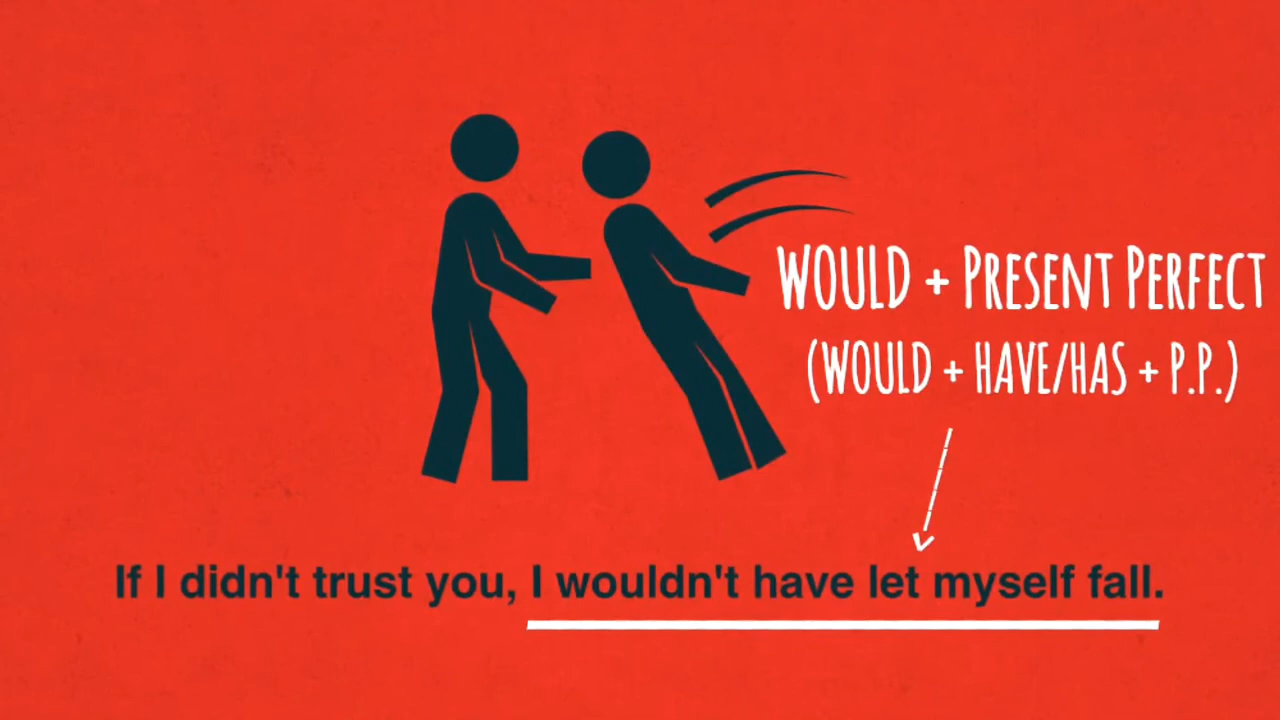 WOULD + PRESENT PERFECT
(WOULD + HAVE/HAS + P.P.)
If I didn't trust you, I wouldn't have let myself fall.